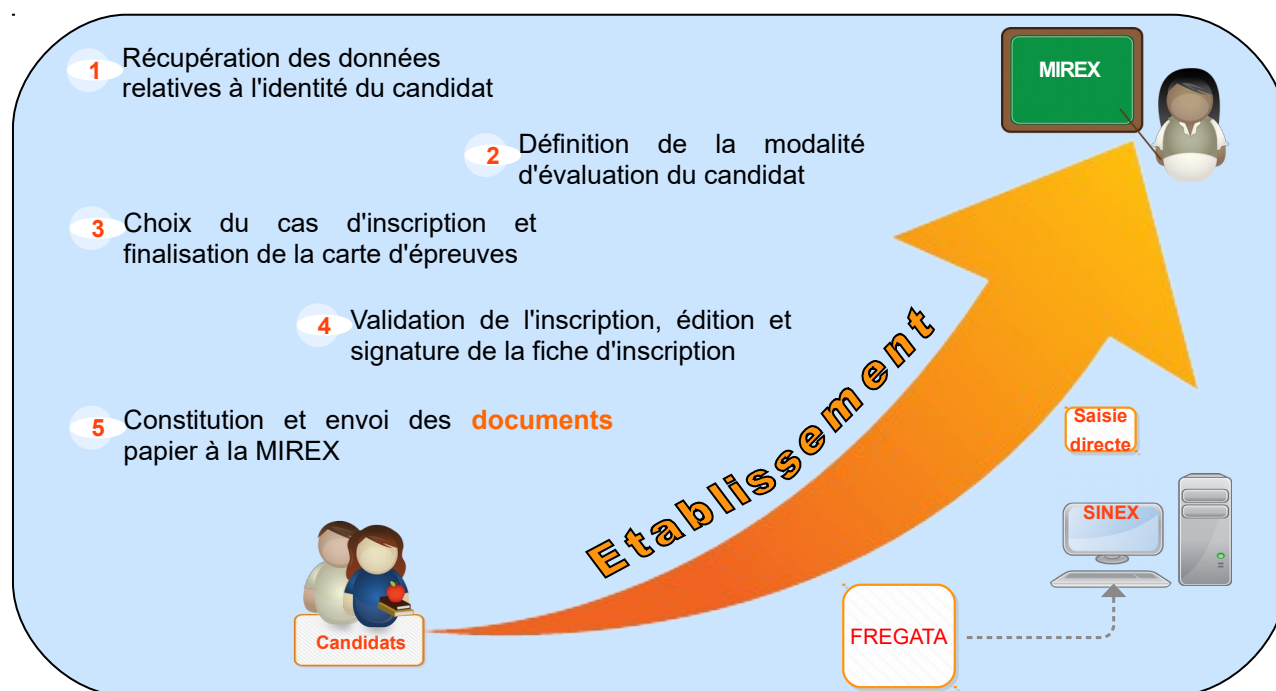 MIREX
1 Récupération des données
relatives à l'identité du candidat
2 Définition de la modalité
d'évaluation du candidat
3 Choix du cas d'inscription et
finalisation de la carte d'épreuves
4 Validation de l'inscription, édition et
signature de la fiche d'inscription
5 Constitution et envoi des documents
papier à la MIREX
Etablissement
Saisie
directe
SINEX
Candidats
FREGATA